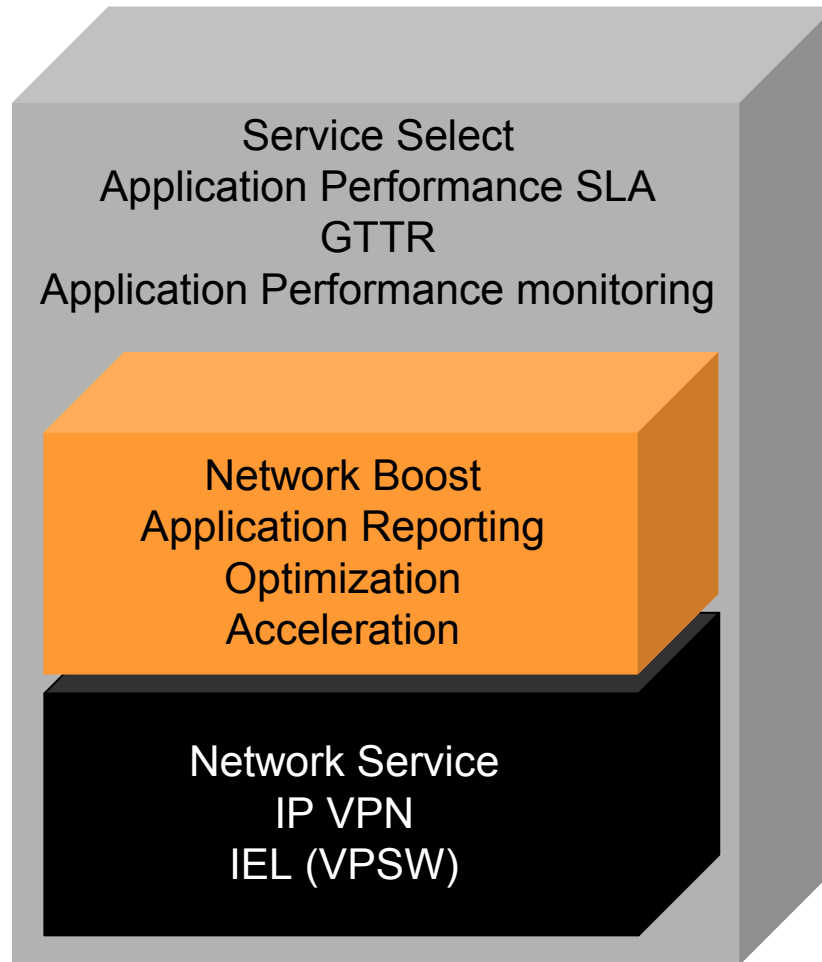 Service Select
Application Performance SLA
GTTR
Application Performance monitoring
Network Boost
Application Reporting
Optimization
Acceleration
Network Service
IP VPN
IEL (VPSW)